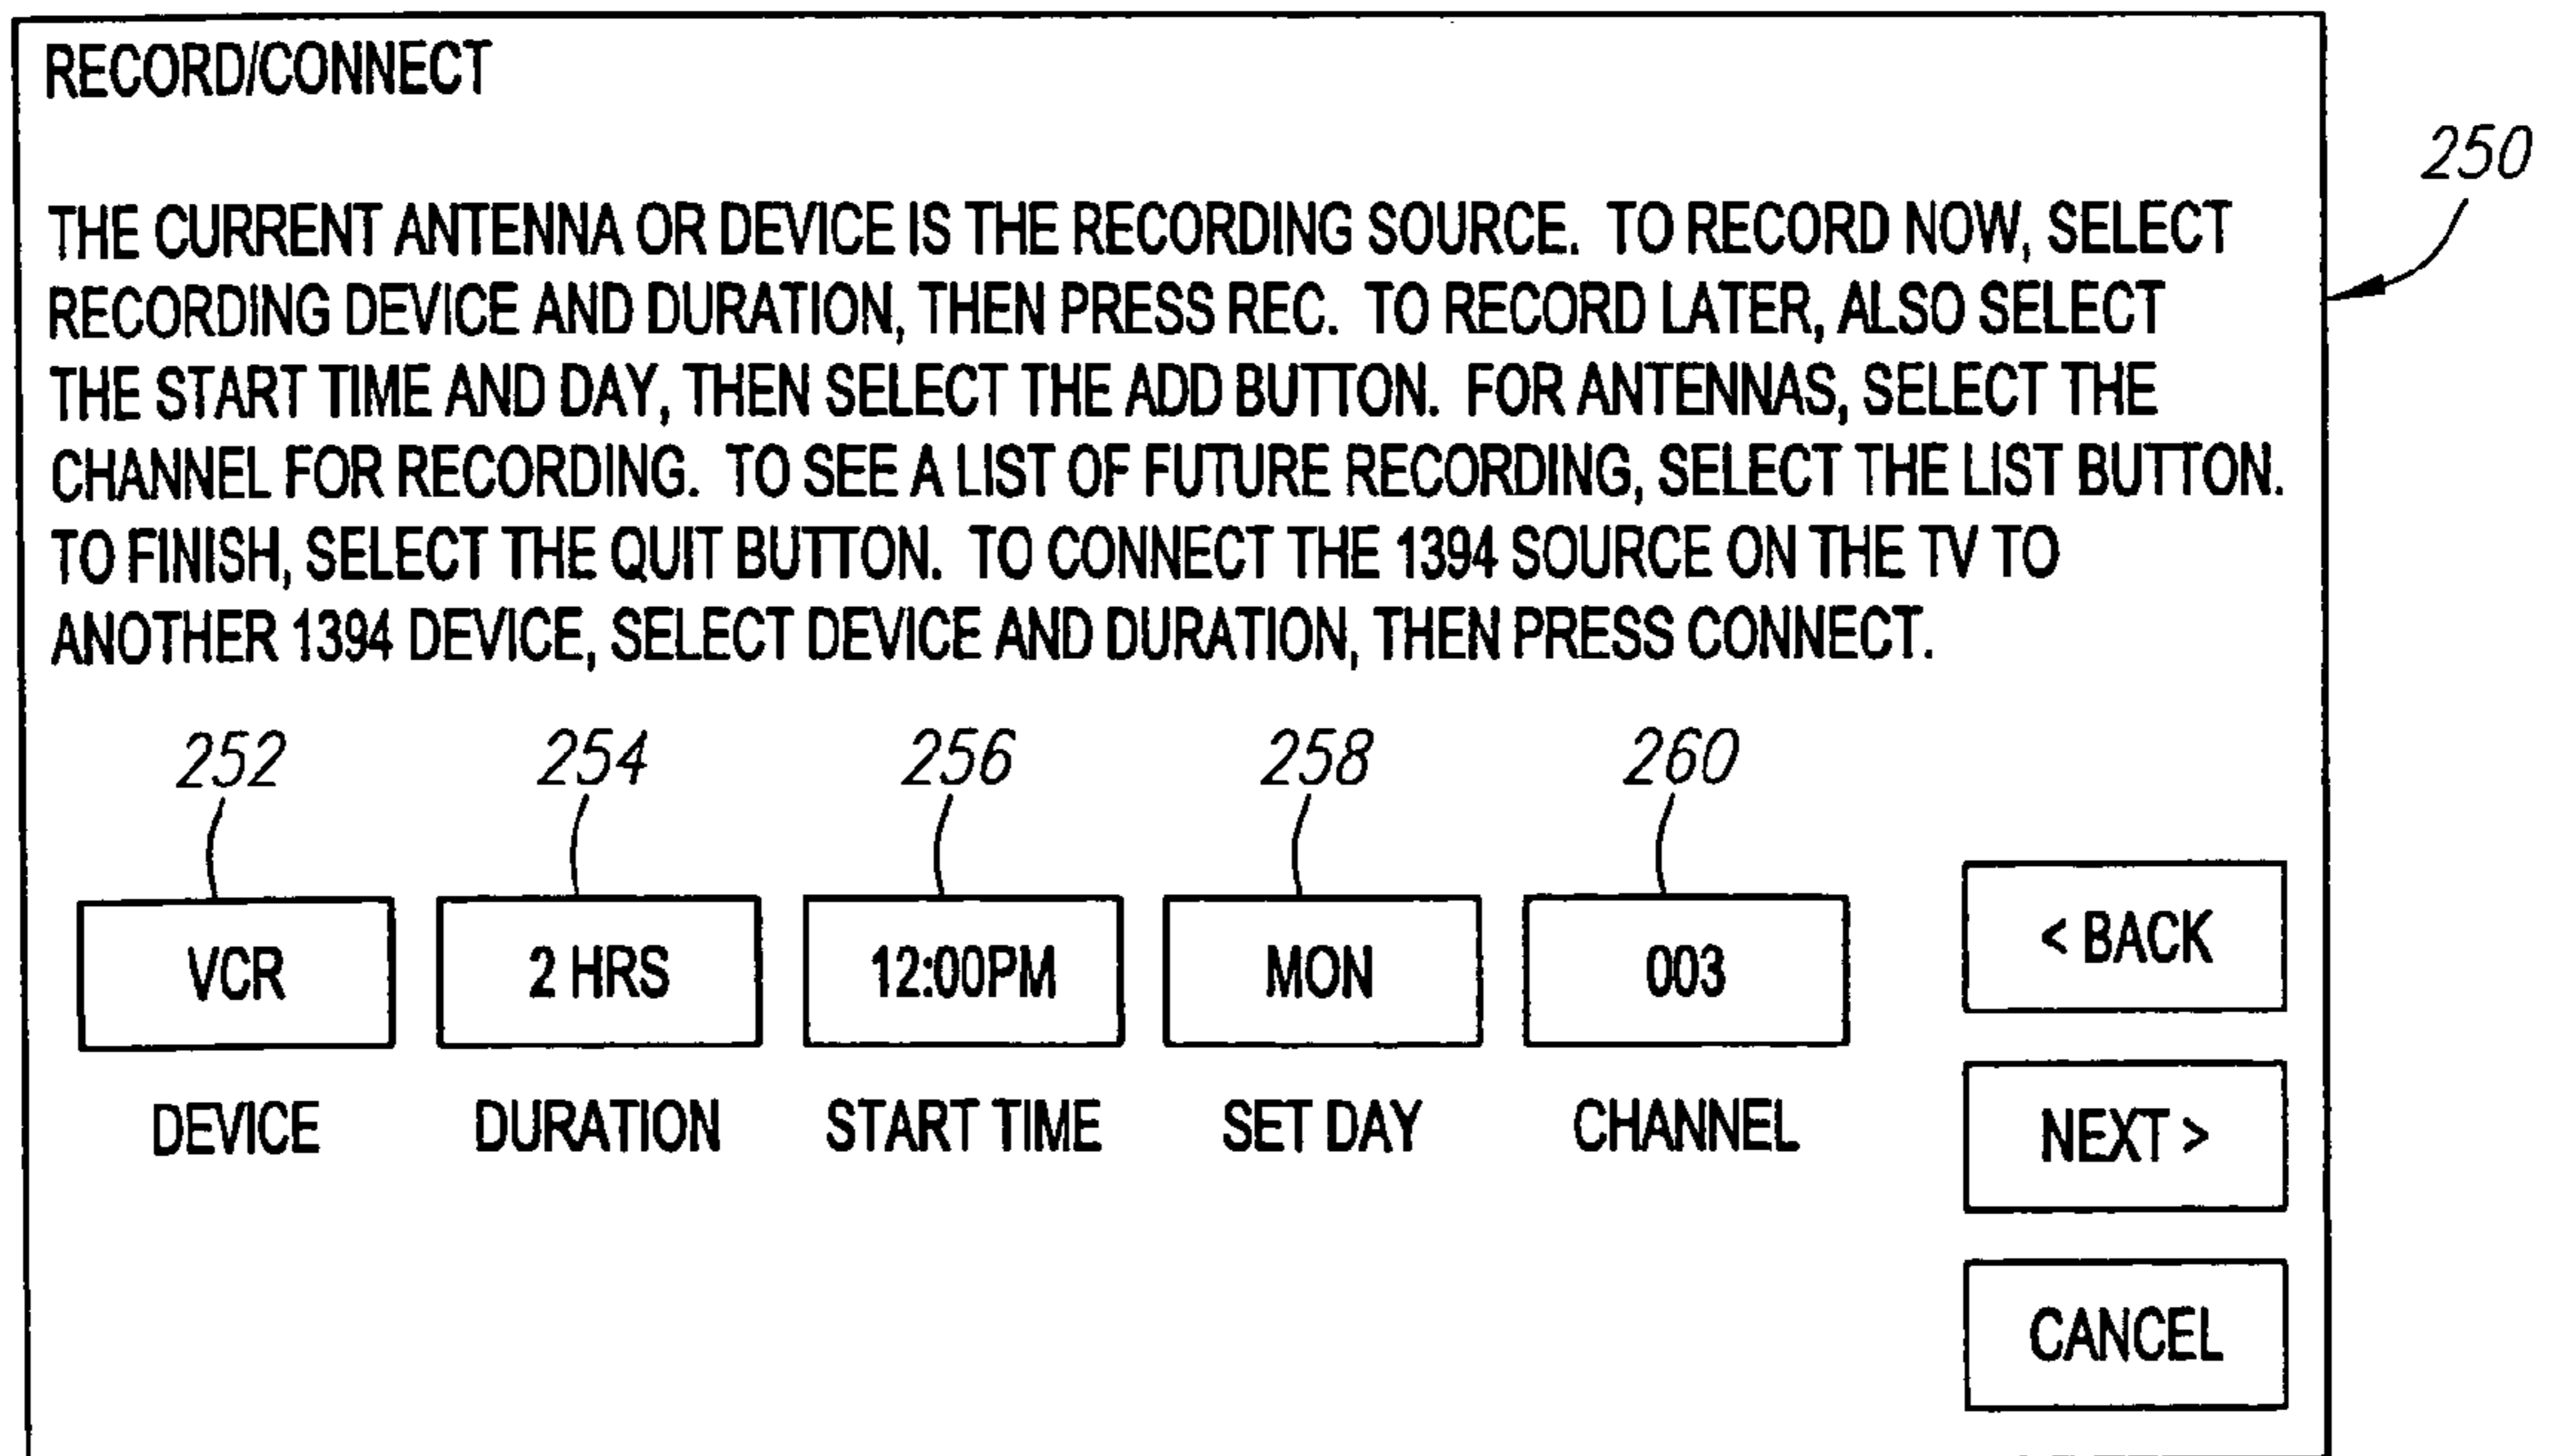 RECORD/CONNECT
250
THE CURRENT ANTENNA OR DEVICE IS THE RECORDING SOURCE. TO RECORD NOW, SELECT
RECORDING DEVICE AND DURATION, THEN PRESS REC. TO RECORD LATER, ALSO SELECT
THE START TIME AND DAY, THEN SELECT THE ADD BUTTON. FOR ANTENNAS, SELECT THE
CHANNEL FOR RECORDING. TO SEE A LIST OF FUTURE RECORDING, SELECT THE LIST BUTTON.
TO FINISH, SELECT THE QUIT BUTTON. TO CONNECT THE 1394 SOURCE ON THE TV TO
ANOTHER 1394 DEVICE, SELECT DEVICE AND DURATION, THEN PRESS CONNECT.
252 254 256 258 260
VCR 2 HRS 12:00PM MON 003
< BACK
DEVICE DURATION START TIME SET DAY CHANNEL
NEXT >
CANCEL